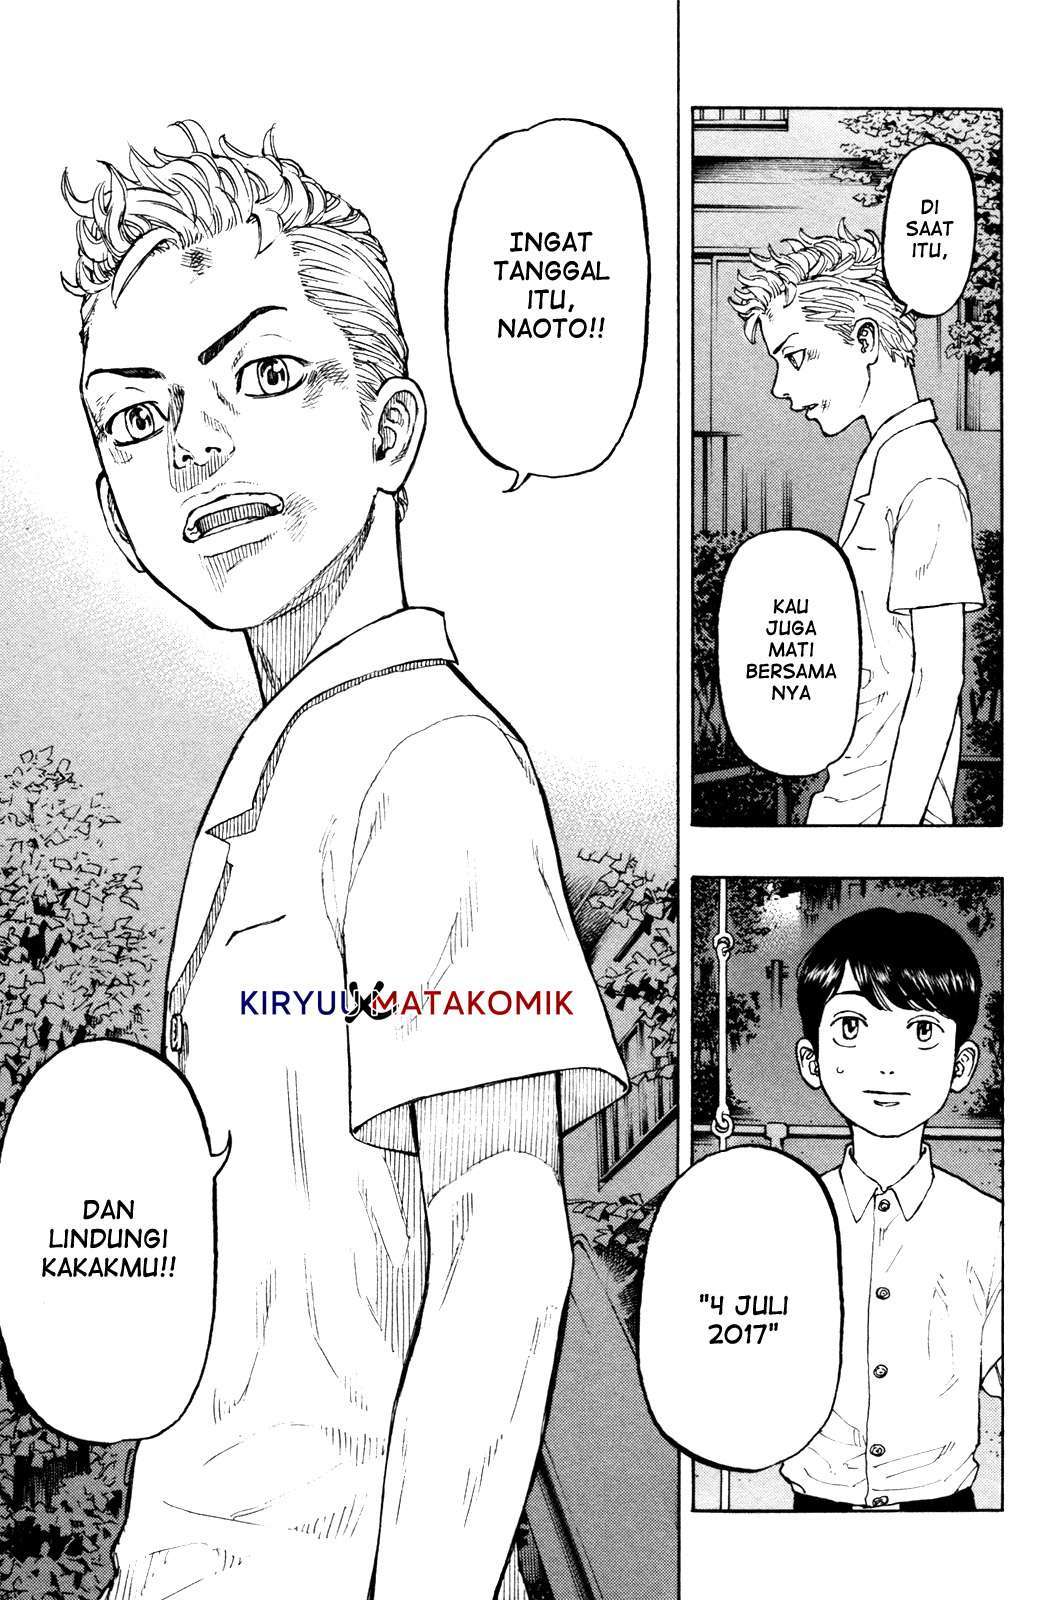 DI
SAAT
ITU,
KAU
JUGA
MATI
BERSAMA
NYA
"4 JULI
2017"
INGAT
TANGGAL
ITU,
NAOTO!!
DAN
LINDUNGI
KAKAKMU!!
KIRYUU X MATAKOMIK